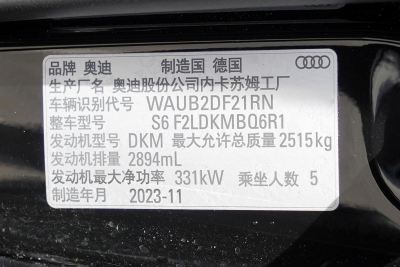 品牌 奥迪 制造国 德国
生产厂名 奥迪股份公司内卡苏姆工厂
车辆识别代号 WAUB2DF21RN
整车型号 S6 F2LDKMBQ6R1
发动机型号 DKM 最大允许总质量 2515kg
发动机排量 2894mL
发动机最大净功率 331kW 乘坐人数 5
制造年月 2023-11